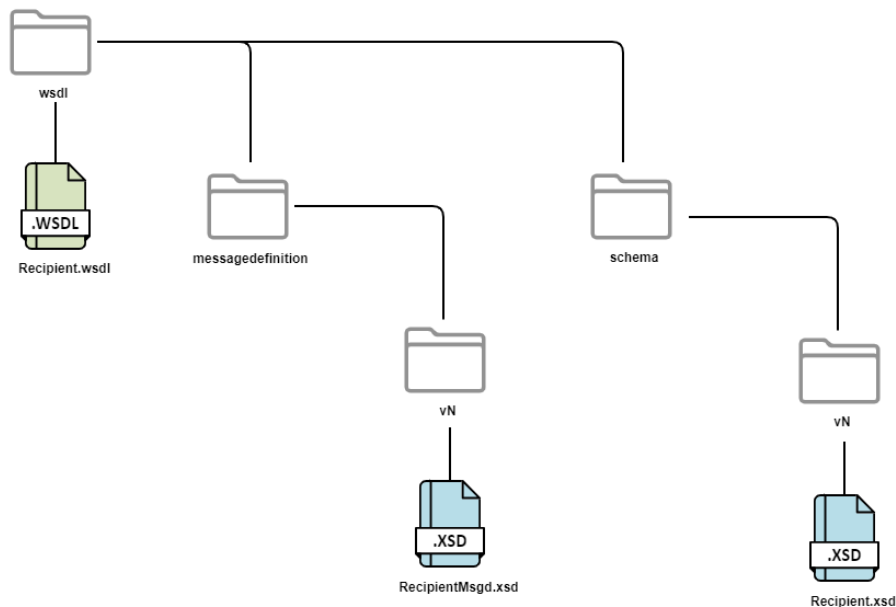 wsdl
.WSDL
Recipient.wsdl
messagedefinition
schema
vN
vN
.XSD
RecipientMsgd.xsd
.XSD
Recipient.xsd